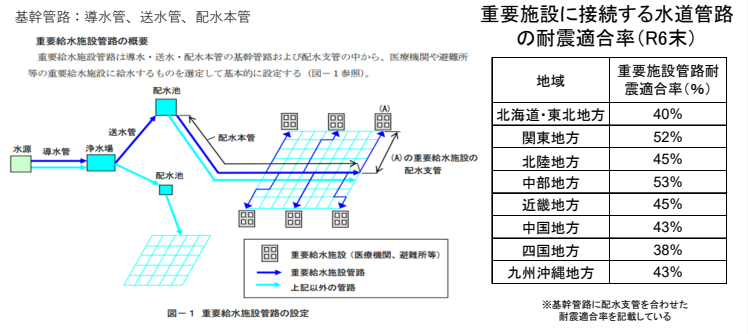 基幹管路：導水管、送水管、配水本管
重要給水施設管路の概要
重要給水施設管路は導水・送水・配水本管の基幹管路および配水支管の中から、医療機関や避難所
等の重要給水施設に給水するものを選定して基本的に設定する（図－1参照）。
配水池
(A)
送水管
配水本管
水源
導水管
浄水場
(A)の重要給水施設の
配水支管
配水池
重要給水施設（医療機関、避難所等）
重要給水施設管路
上記以外の管路
図－1 重要給水施設管路の設定
重要施設に接続する水道管路
の耐震適合率（R6末）
地域
重要施設管路耐
震適合率（％）
北海道・東北地方 40%
関東地方 52%
北陸地方 45%
中部地方 53%
近畿地方 45%
中国地方 43%
四国地方 38%
九州沖縄地方 43%
※基幹管路に配水支管を合わせた
耐震適合率を記載している